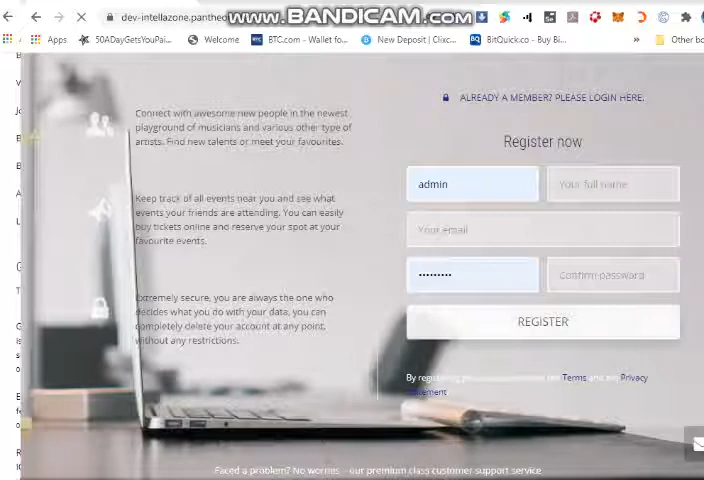 dev-intellazone.pantheo
www.BANDICAM.com
Apps
50ADayGetsYouPai...
Welcome
BTC.com - Wallet fo...
New Deposit | Clixc...
BitQuick.co - Buy Bi...
»
Other bo
ALREADY A MEMBER? PLEASE LOGIN HERE.
Register now
Connect with awesome new people in the newest
playground of musicians and various other type of
artists. Find new talents or meet your favourites.
Keep track of all events near you and see what
events your friends are attending. You can easily
buy tickets online and reserve your spot at your
favourite events.
Extremely secure, you are always the one who
decides what you do with your data, you can
completely delete your account at any point,
without any restrictions.
admin
Your full name
Your email
•••••••••
Confirm password
REGISTER
By registering
Terms and
Privacy
Faced a problem? No worries - our premium class customer support service